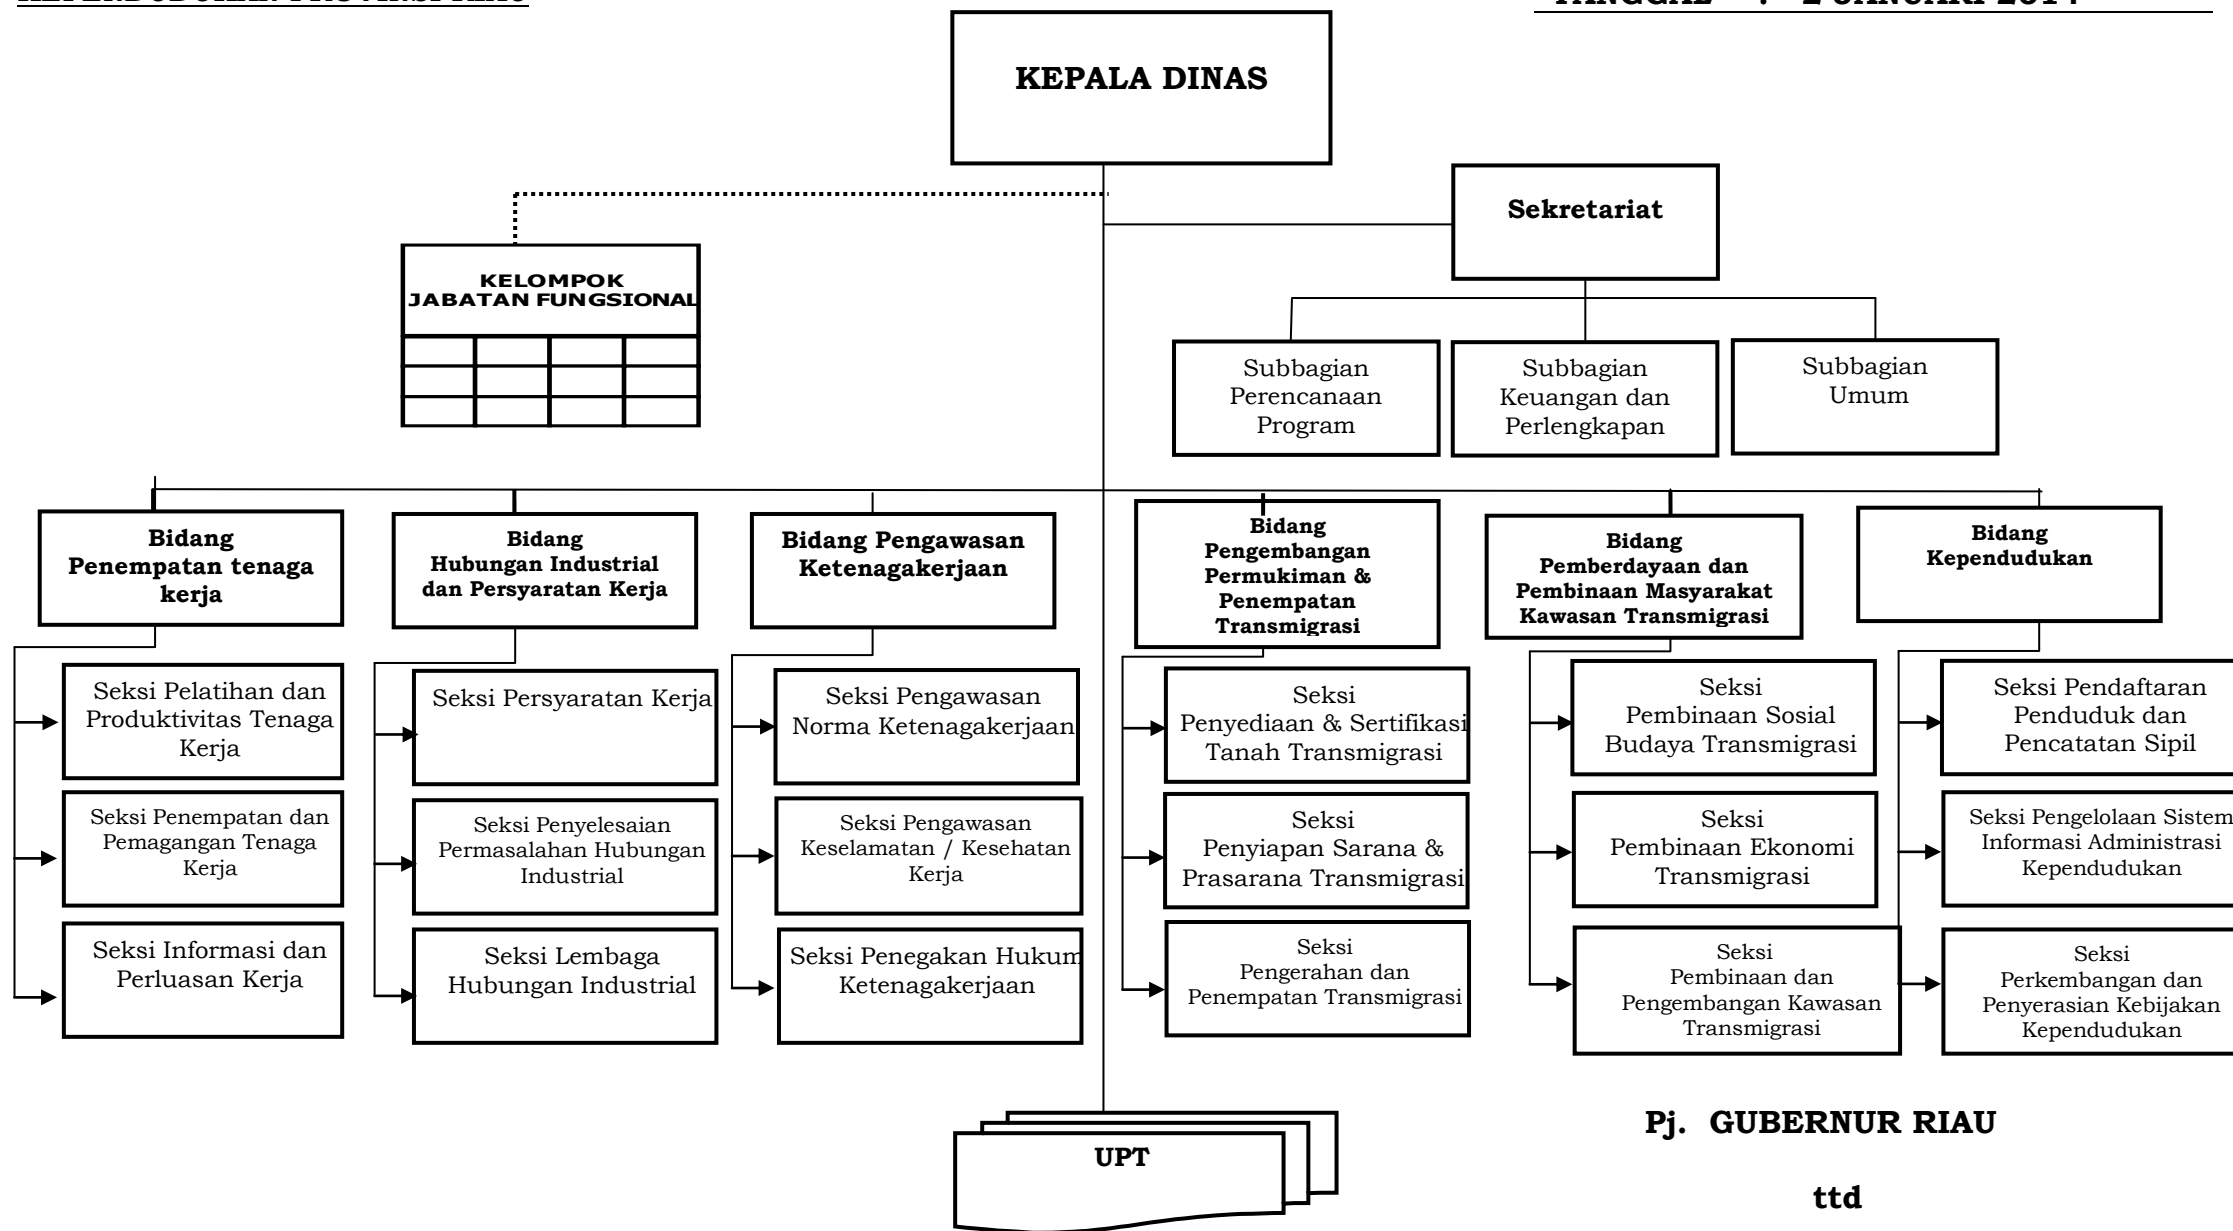 KEPENDUDUKAN PROVINSI RIAU
TANGGAL : 2 JANUARI 2014
KEPALA DINAS
Sekretariat
KELOMPOK
JABATAN FUNGSIONAL
Subbagian
Perencanaan
Program
Subbagian
Keuangan dan
Perlengkapan
Subbagian
Umum
Bidang
Penempatan tenaga
kerja
Bidang
Hubungan Industrial
dan Persyaratan Kerja
Bidang Pengawasan
Ketenagakerjaan
Bidang
Pengembangan
Permukiman &
Penempatan
Transmigrasi
Bidang
Pemberdayaan dan
Pembinaan Masyarakat
Kawasan Transmigrasi
Bidang
Kependudukan
Seksi Pelatihan dan
Produktivitas Tenaga
Kerja
Seksi Persyaratan Kerja
Seksi Pengawasan
Norma Ketenagakerjaan
Seksi
Penyediaan & Sertifikasi
Tanah Transmigrasi
Seksi
Pembinaan Sosial
Budaya Transmigrasi
Seksi Pendaftaran
Penduduk dan
Pencatatan Sipil
Seksi Penempatan dan
Pemagangan Tenaga
Kerja
Seksi Penyelesaian
Permasalahan Hubungan
Industrial
Seksi Pengawasan
Keselamatan / Kesehatan
Kerja
Seksi
Penyiapan Sarana &
Prasarana Transmigrasi
Seksi
Pembinaan Ekonomi
Transmigrasi
Seksi Pengelolaan Sistem
Informasi Administrasi
Kependudukan
Seksi Informasi dan
Perluasan Kerja
Seksi Lembaga
Hubungan Industrial
Seksi Penegakan Hukum
Ketenagakerjaan
Seksi
Pengerahan dan
Penempatan Transmigrasi
Seksi
Pembinaan dan
Pengembangan Kawasan
Transmigrasi
Seksi
Perkembangan dan
Penyerasian Kebijakan
Kependudukan
UPT
Pj. GUBERNUR RIAU
ttd